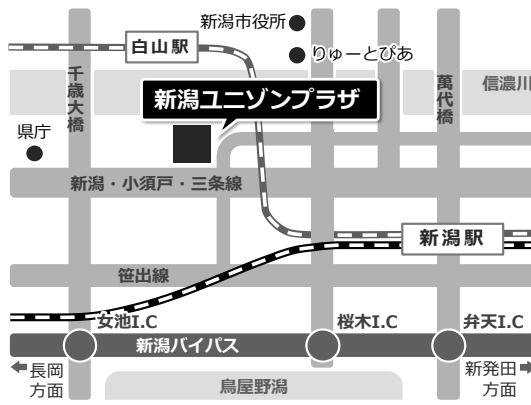 新潟市役所
りゅーとぴあ
白山駅
千歳大橋
萬代橋
信濃川
新潟ユニゾンプラザ
県庁
新潟・小須戸・三条線
新潟駅
笹出線
女池I.C
桜木I.C
弁天I.C
新潟バイパス
←長岡
方面
新発田→
方面
鳥屋野潟